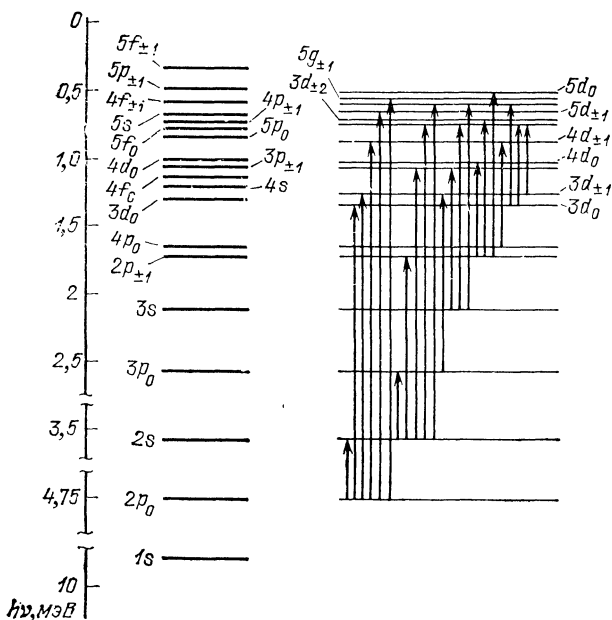 0
0,5
1,0
1,5
2
2,5
3,5
4,75
10
hν, мэВ
5f±1
5p±1
4f±1
5s
5f₀
4d₀
4f₀
3d₀
4p₀
2p±1
3s
3p₀
2s
2p₀
1s
4p±1
5p₀
3p±1
4s
5g±1
3d±2
5d₀
5d±1
4d±1
4d₀
3d±1
3d₀